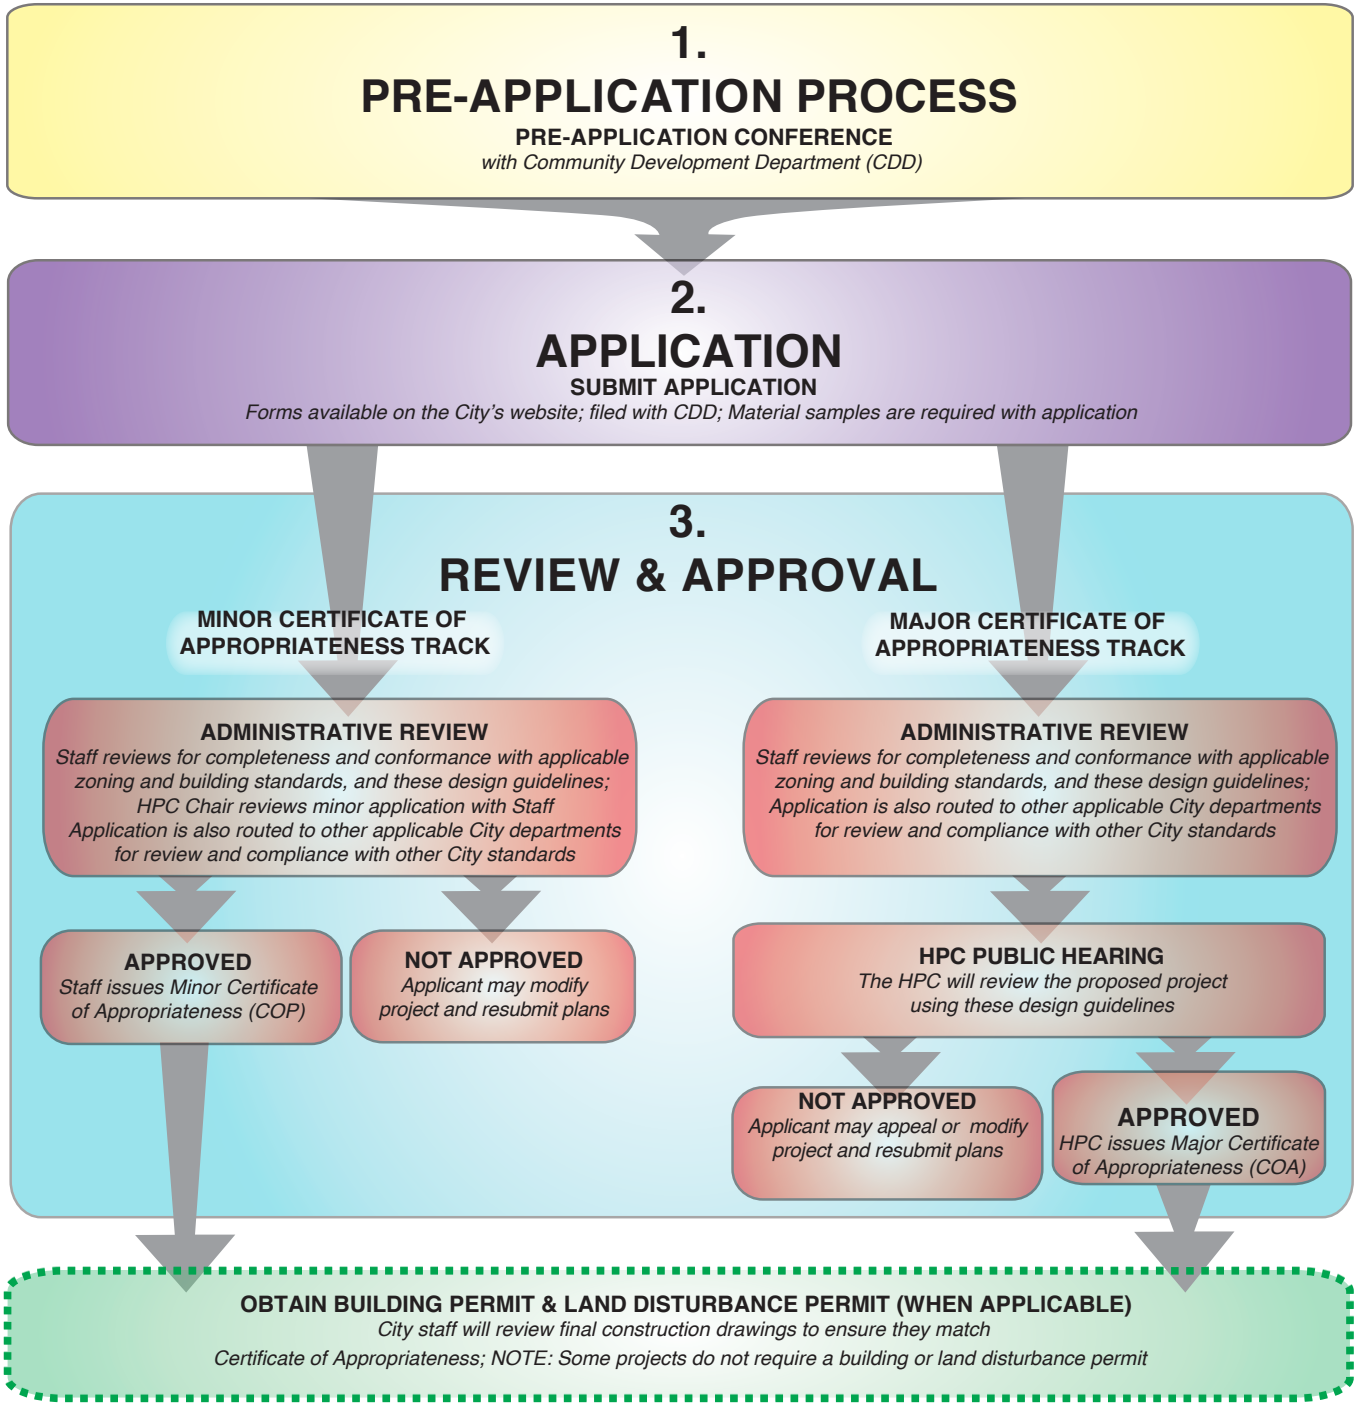 1.
PRE-APPLICATION PROCESS
PRE-APPLICATION CONFERENCE
with Community Development Department (CDD)
2.
APPLICATION
SUBMIT APPLICATION
Forms available on the City's website; filed with CDD; Material samples are required with application
3.
REVIEW & APPROVAL
MINOR CERTIFICATE OF
APPROPRIATENESS TRACK
ADMINISTRATIVE REVIEW
Staff reviews for completeness and conformance with applicable
zoning and building standards, and these design guidelines;
HPC Chair reviews minor application with Staff
Application is also routed to other applicable City departments
for review and compliance with other City standards
APPROVED
Staff issues Minor Certificate
of Appropriateness (COP)
NOT APPROVED
Applicant may modify
project and resubmit plans
MAJOR CERTIFICATE OF
APPROPRIATENESS TRACK
ADMINISTRATIVE REVIEW
Staff reviews for completeness and conformance with applicable
zoning and building standards, and these design guidelines;
Application is also routed to other applicable City departments
for review and compliance with other City standards
HPC PUBLIC HEARING
The HPC will review the proposed project
using these design guidelines
NOT APPROVED
Applicant may appeal or modify
project and resubmit plans
APPROVED
HPC issues Major Certificate
of Appropriateness (COA)
OBTAIN BUILDING PERMIT & LAND DISTURBANCE PERMIT (WHEN APPLICABLE)
City staff will review final construction drawings to ensure they match
Certificate of Appropriateness; NOTE: Some projects do not require a building or land disturbance permit